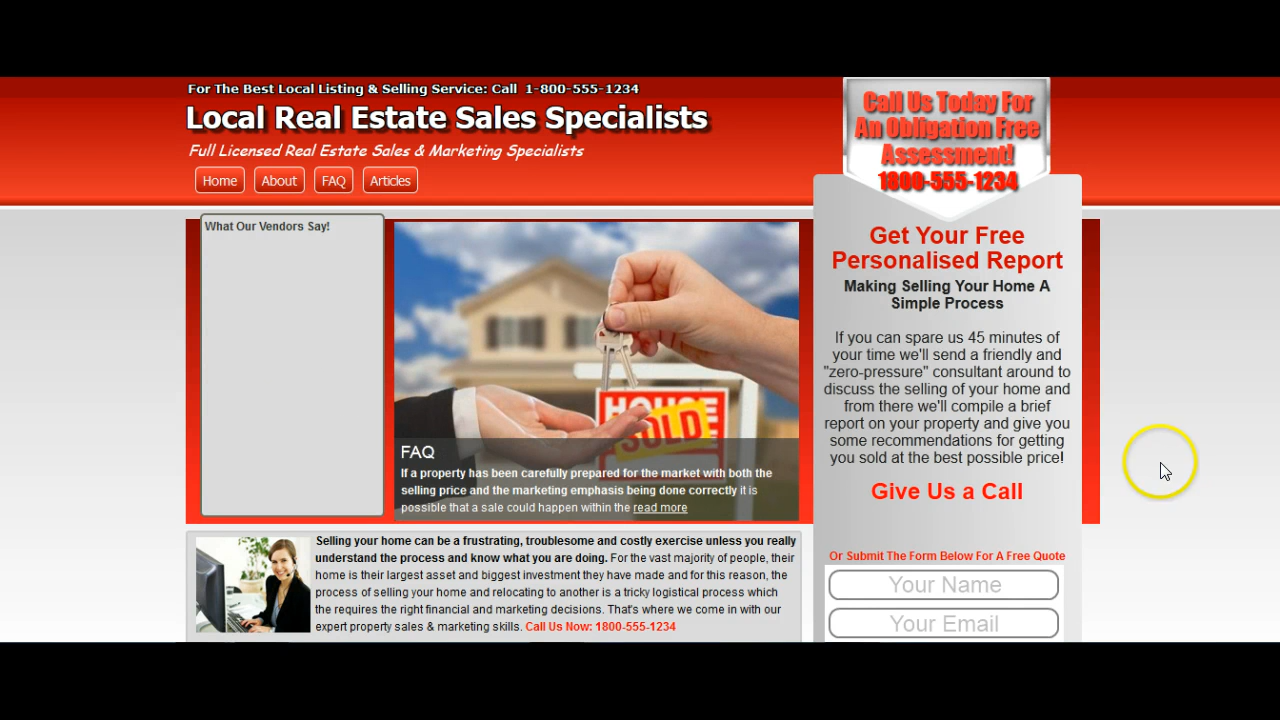 For The Best Local Listing & Selling Service: Call 1-800-555-1234
Local Real Estate Sales Specialists
Full Licensed Real Estate Sales & Marketing Specialists
Home
About
FAQ
Articles
Call Us Today For
An Obligation Free
Assessment!
1800-555-1234
What Our Vendors Say!
HOUSE
SOLD
FAQ
If a property has been carefully prepared for the market with both the
selling price and the marketing emphasis being done correctly it is
possible that a sale could happen within the read more
Get Your Free
Personalised Report
Making Selling Your Home A
Simple Process
If you can spare us 45 minutes of
your time we'll send a friendly and
"zero-pressure" consultant around to
discuss the selling of your home and
from there we'll compile a brief
report on your property and give you
some recommendations for getting
you sold at the best possible price!
Give Us a Call
Or Submit The Form Below For A Free Quote
Your Name
Your Email
Selling your home can be a frustrating, troublesome and costly exercise unless you really
understand the process and know what you are doing. For the vast majority of people, their
home is their largest asset and biggest investment they have made and for this reason, the
process of selling your home and relocating to another is a tricky logistical process which
the requires the right financial and marketing decisions. That's where we come in with our
expert property sales & marketing skills. Call Us Now: 1800-555-1234